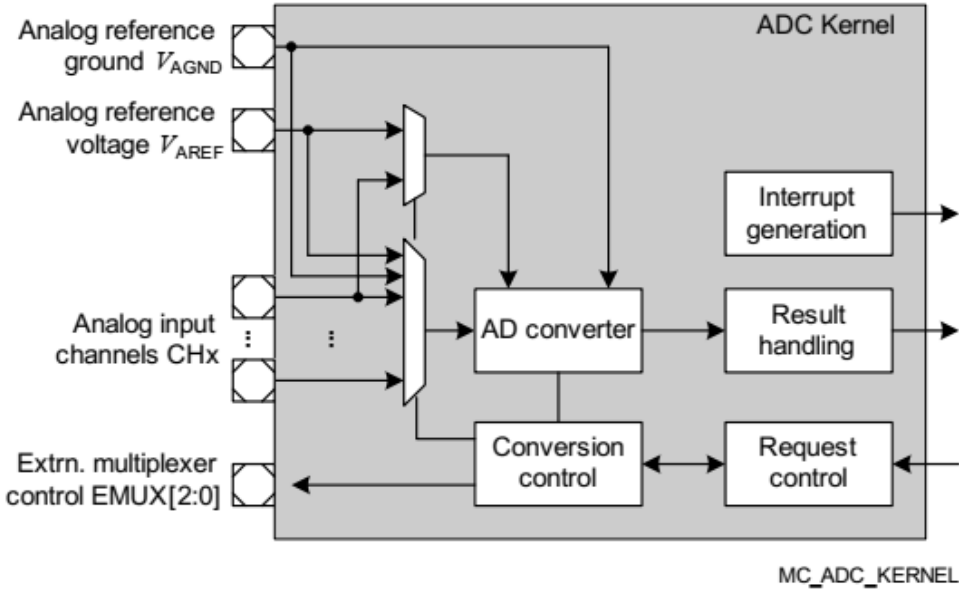 ADC Kernel
Analog reference
ground VAGND
Analog reference
voltage VAREF
Interrupt
generation
Analog input
channels CHx
...
...
AD converter
Result
handling
Extrn. multiplexer
control EMUX[2:0]
Conversion
control
Request
control
MC_ADC_KERNEL